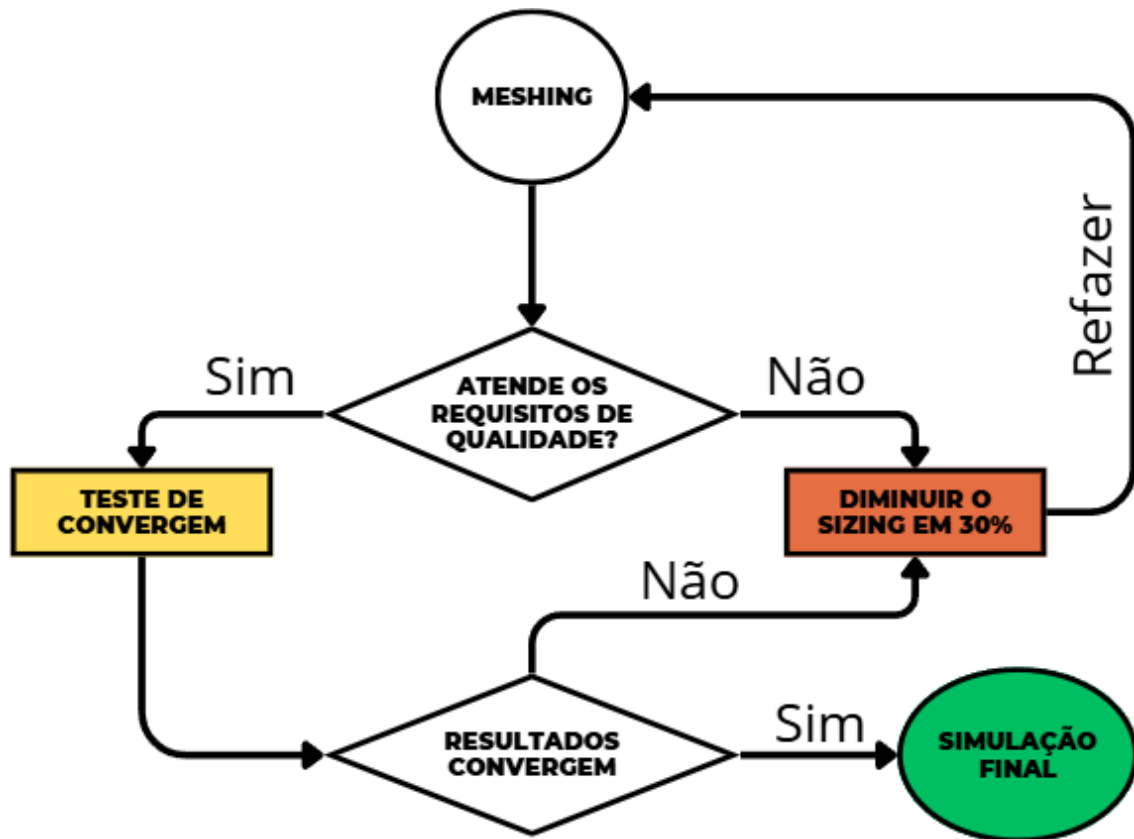 MESHING
Refazer
Sim
Não
ATENDE OS
REQUISITOS DE
QUALIDADE?
TESTE DE
CONVERGEM
DIMINUIR O
SIZING EM 30%
Não
RESULTADOS
CONVERGEM
Sim
SIMULAÇÃO
FINAL